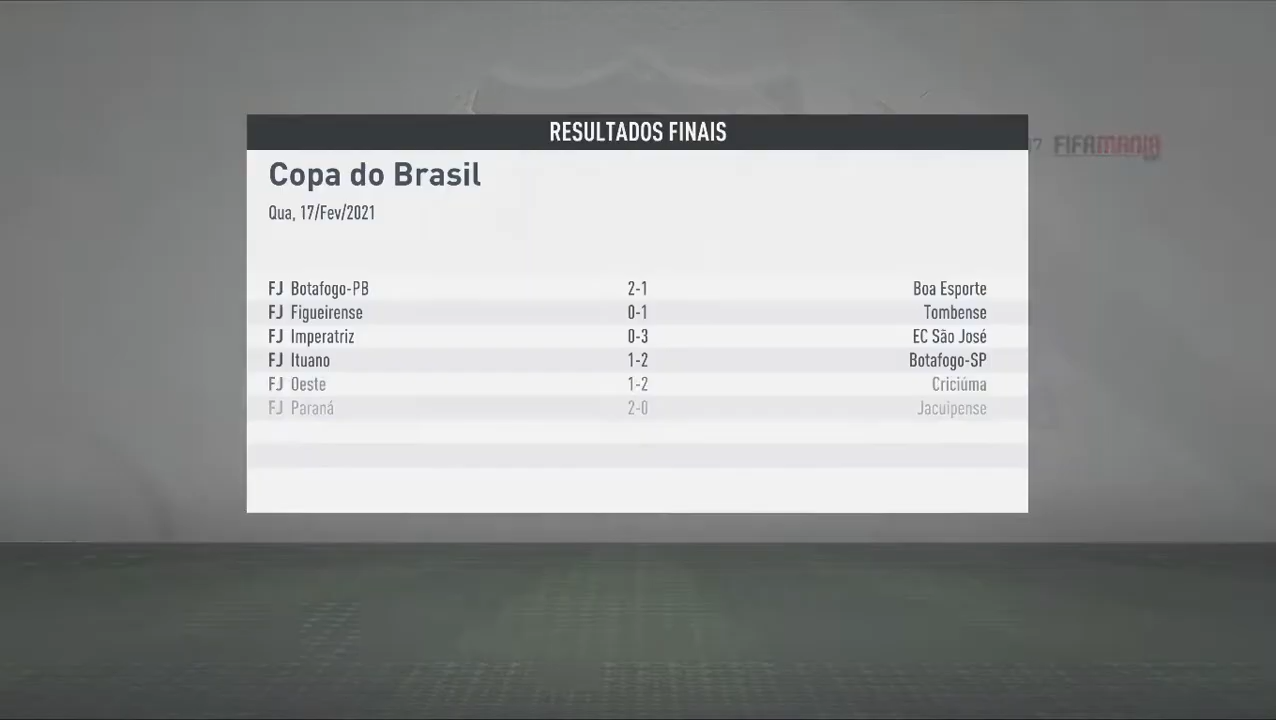 RESULTADOS FINAIS
7 FIFAMANIA
Copa do Brasil
Qua, 17/Fev/2021
FJ Botafogo-PB 2-1 Boa Esporte
FJ Figueirense 0-1 Tombense
FJ Imperatriz 0-3 EC São José
FJ Ituano 1-2 Botafogo-SP
FJ Oeste 1-2 Criciúma
FJ Paraná 2-0 Jacuipense